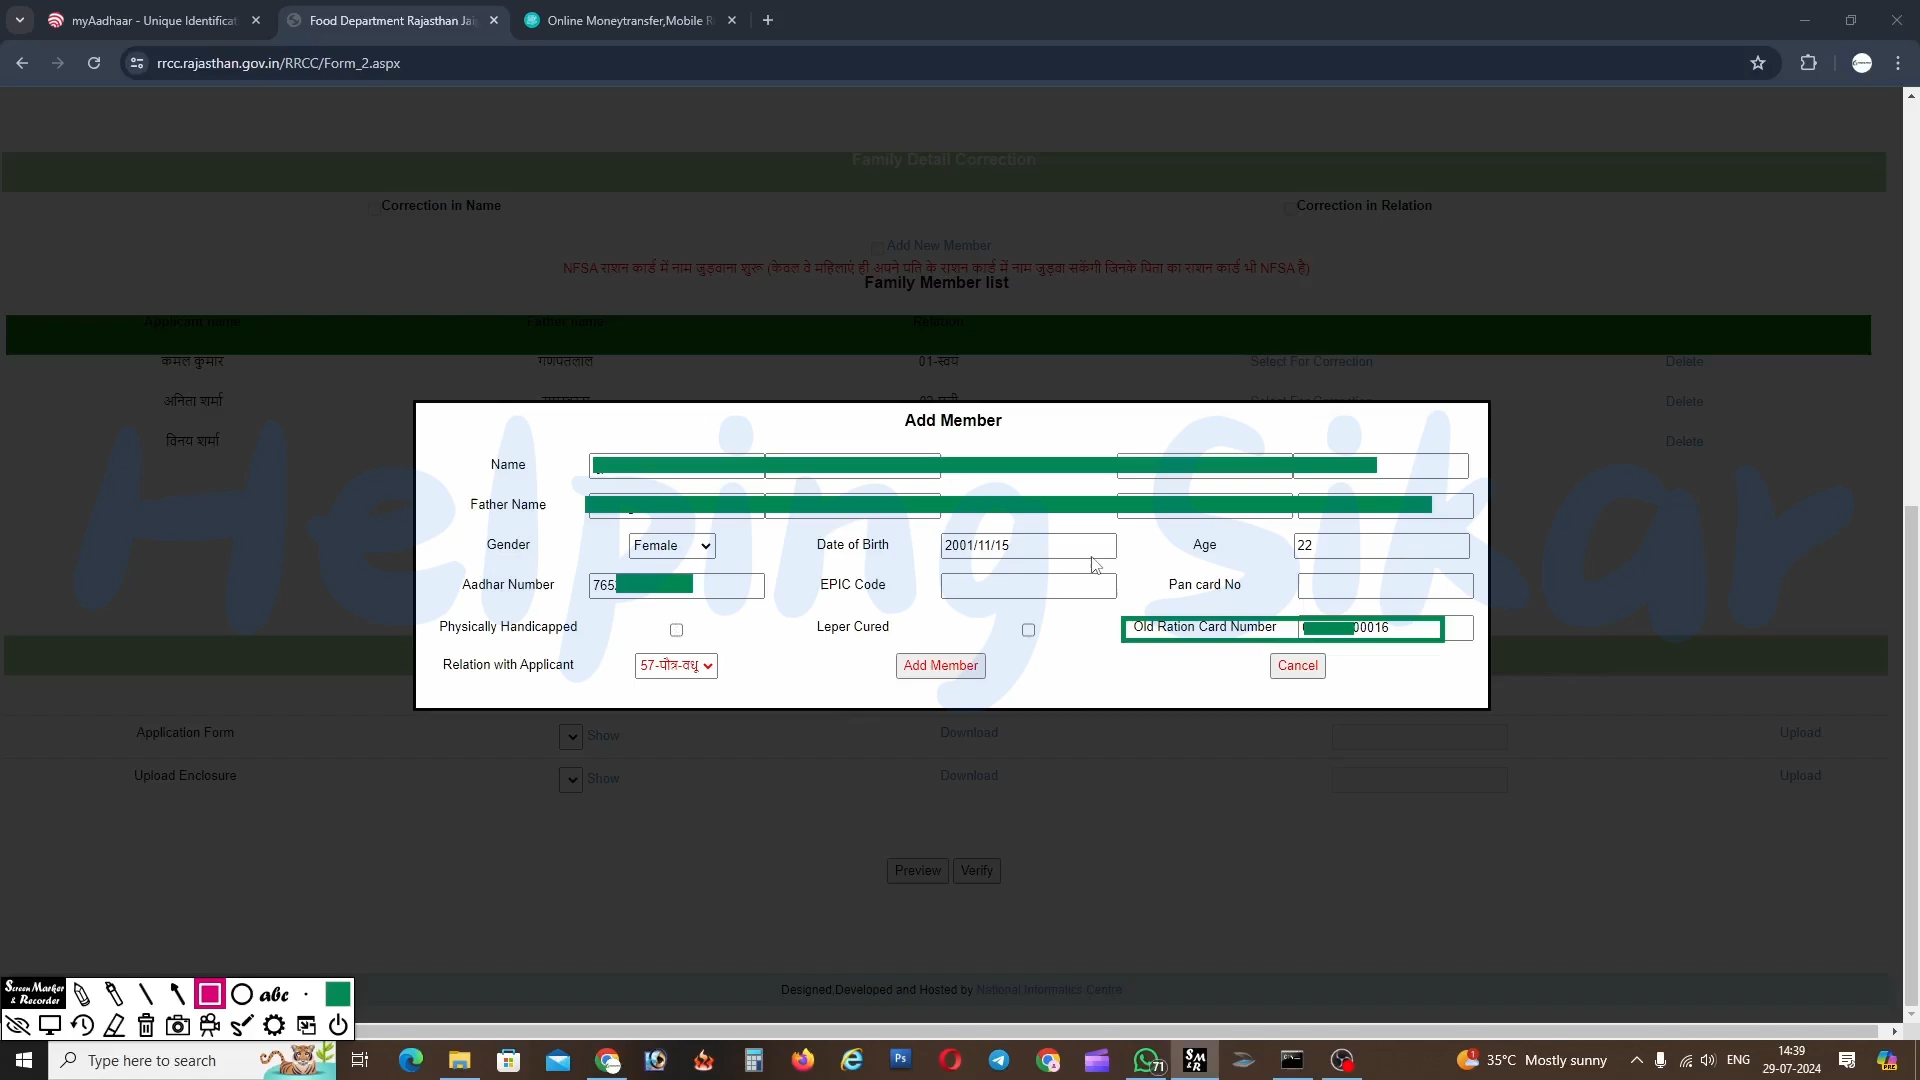 myAadhaar - Unique Identificat
Food Department Rajasthan Jai
Online Moneytransfer,Mobile R
rrcc.rajasthan.gov.in/RRCC/Form_2.aspx
Family Detail Correction
Correction in Name
Correction in Relation
Add New Member
NFSA राशन कार्ड में नाम जुड़वाना शुरू (केवल वे महिलाएं ही अपने पति के राशन कार्ड में नाम जुड़वा सकेंगी जिनके पिता का राशन कार्ड भी NFSA है)
Family Member list
Applicant name Father name Relation
कमल कुमार गणपतलाल 01-स्वयं Select For Correction Delete
अनिता शर्मा Delete
विनय शर्मा Delete
Helping Sikar
Add Member
Name
Father Name
Gender Female Date of Birth 2001/11/15 Age 22
Aadhar Number 765 EPIC Code Pan card No
Physically Handicapped Leper Cured Old Ration Card Number 00016
Relation with Applicant 57-पौत्र-वधू Add Member Cancel
Application Form Show Download Upload
Upload Enclosure Show Download Upload
Preview Verify
Designed,Developed and Hosted by National Informatics Centre
Screen Marker & Recorder abc
Type here to search
71
35°C Mostly sunny
ENG
14:39
29-07-2024